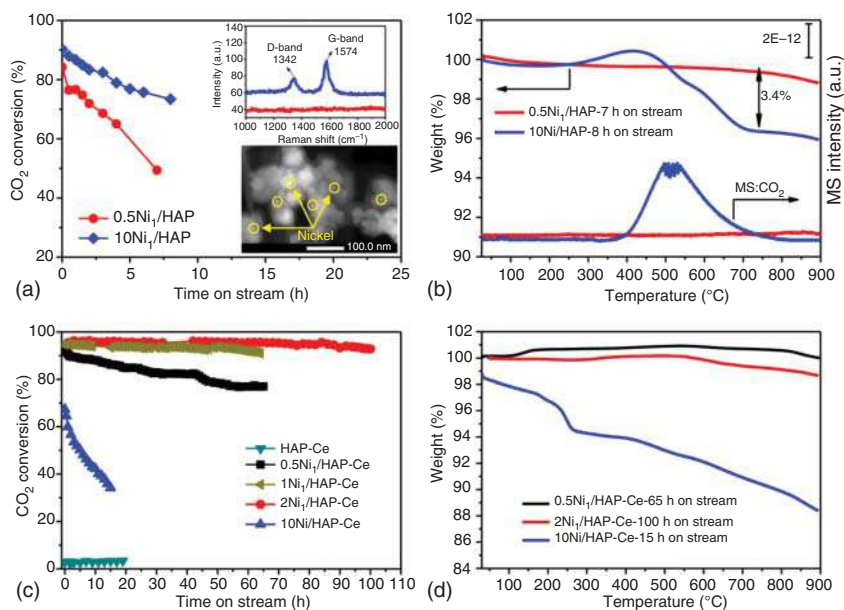 100
80
60
40
20
0
CO₂ conversion (%)
0 5 10 15 20 25
Time on stream (h)
0.5Ni₁/HAP
10Ni₁/HAP
(a)
140
120
100
80
60
40
Intensity (a.u.)
D-band
1342
G-band
1574
1000 1200 1400 1600 1800 2000
Raman shift (cm⁻¹)
Nickel
100.0 nm
102
100
98
96
94
92
90
Weight (%)
2E–12
3.4%
0.5Ni₁/HAP-7 h on stream
10Ni/HAP-8 h on stream
MS:CO₂
MS intensity (a.u.)
100 200 300 400 500 600 700 800 900
Temperature (°C)
(b)
100
80
60
40
20
0
CO₂ conversion (%)
HAP-Ce
0.5Ni₁/HAP-Ce
1Ni₁/HAP-Ce
2Ni₁/HAP-Ce
10Ni/HAP-Ce
0 10 20 30 40 50 60 70 80 90 100 110
Time on stream (h)
(c)
102
100
98
96
94
92
90
88
86
84
Weight (%)
0.5Ni₁/HAP-Ce-65 h on stream
2Ni₁/HAP-Ce-100 h on stream
10Ni/HAP-Ce-15 h on stream
100 200 300 400 500 600 700 800 900
Temperature (°C)
(d)